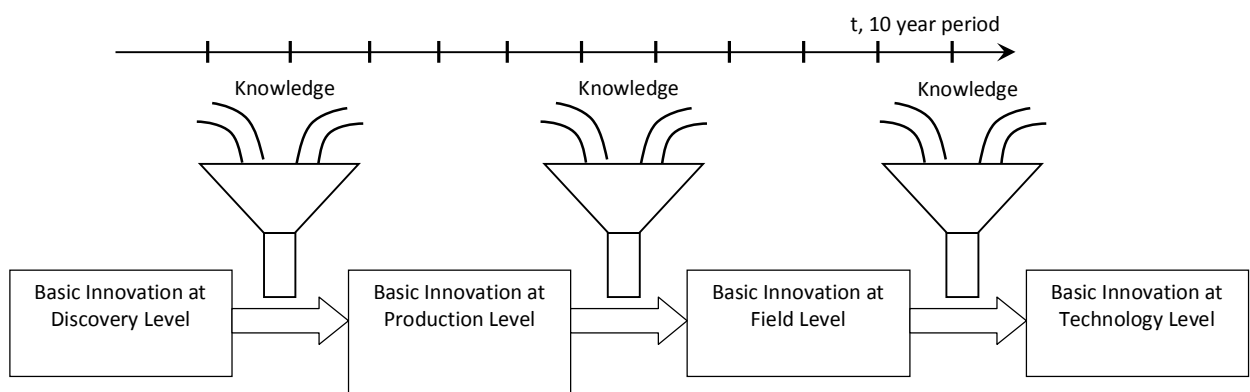 t, 10 year period
Knowledge
Knowledge
Knowledge
Basic Innovation at
Discovery Level
Basic Innovation at
Production Level
Basic Innovation at
Field Level
Basic Innovation at
Technology Level